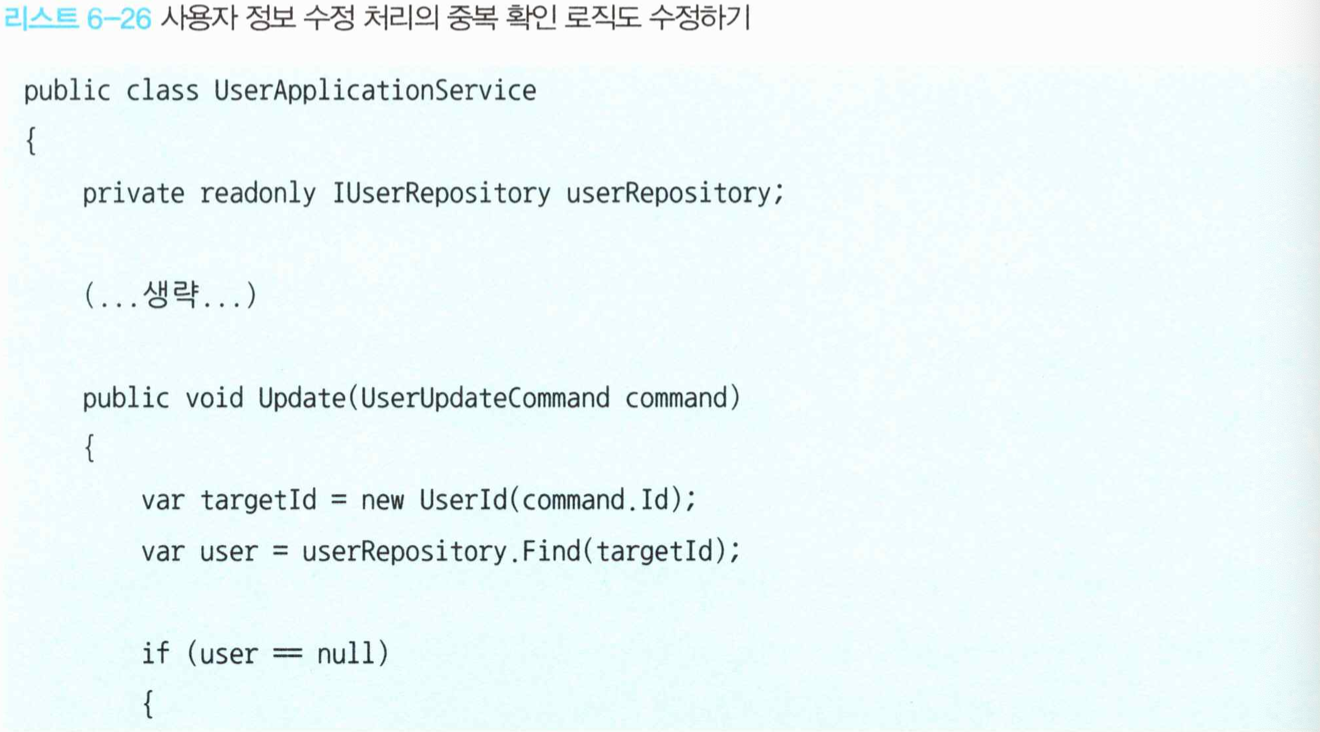 리스트 6-26 사용자 정보 수정 처리의 중복 확인 로직도 수정하기
public class UserApplicationService
{
    private readonly IUserRepository userRepository;

    (...생략...)

    public void Update(UserUpdateCommand command)
    {
        var targetId = new UserId(command.Id);
        var user = userRepository.Find(targetId);

        if (user == null)
        {